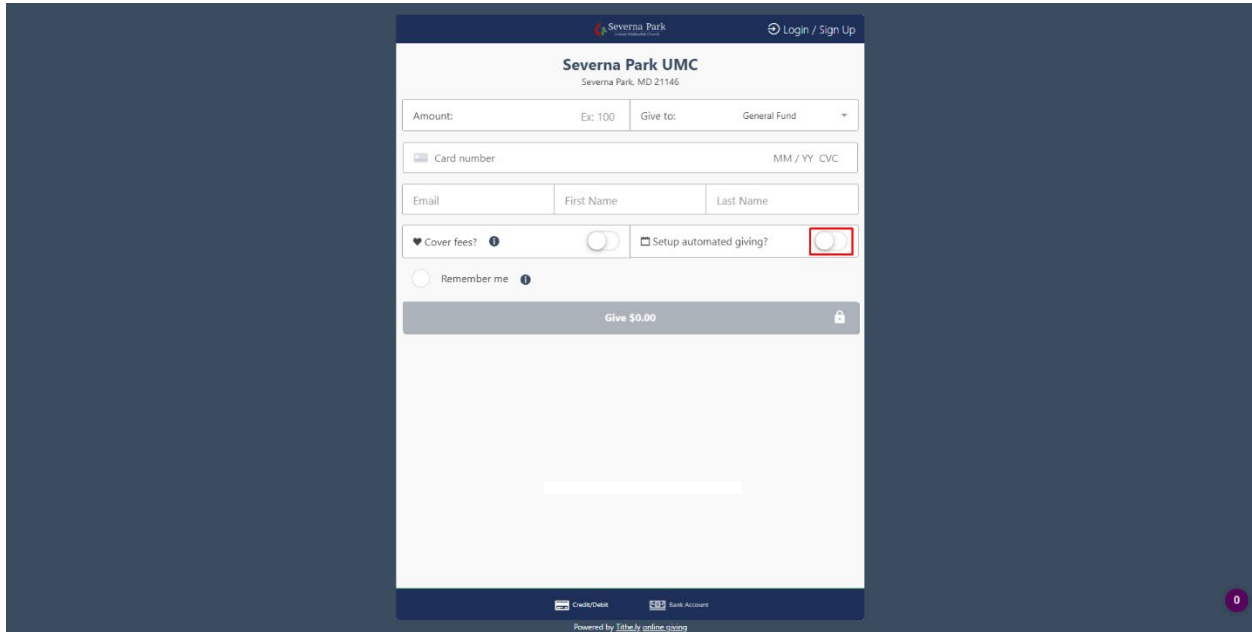 Severna Park
Login / Sign Up
Severna Park UMC
Severna Park, MD 21146
Amount: Ex: 100 Give to: General Fund
Card number MM / YY CVC
Email First Name Last Name
Cover fees? Setup automated giving?
Remember me
Give $0.00
0
Credit/Debit Bank Account
Powered by Tithe.ly online giving